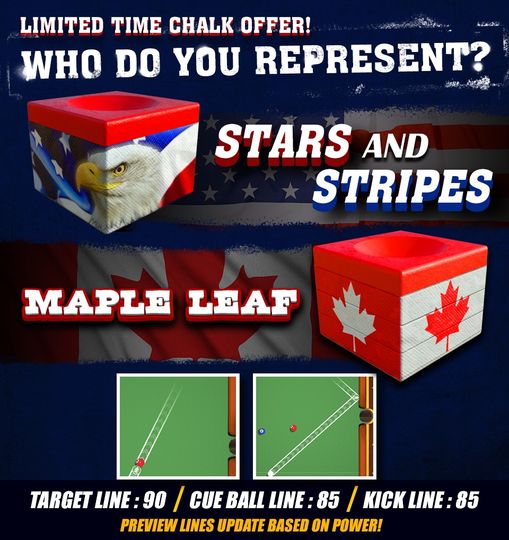 LIMITED TIME CHALK OFFER!
WHO DO YOU REPRESENT?
STARS AND
STRIPES
MAPLE LEAF
TARGET LINE : 90 / CUE BALL LINE : 85 / KICK LINE : 85
PREVIEW LINES UPDATE BASED ON POWER!